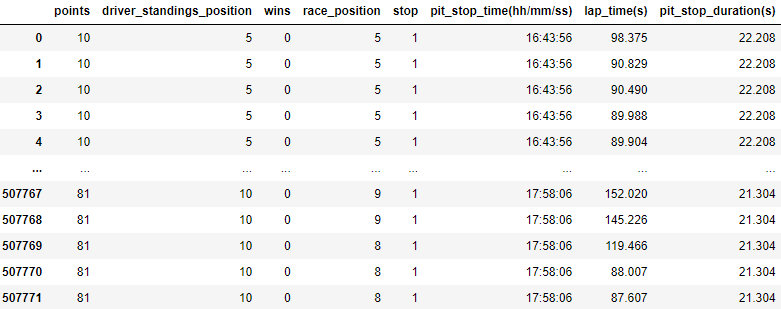 points driver_standings_position wins race_position stop pit_stop_time(hh/mm/ss) lap_time(s) pit_stop_duration(s)
0 10 5 0 5 1 16:43:56 98.375 22.208
1 10 5 0 5 1 16:43:56 90.829 22.208
2 10 5 0 5 1 16:43:56 90.490 22.208
3 10 5 0 5 1 16:43:56 89.988 22.208
4 10 5 0 5 1 16:43:56 89.904 22.208
... ... ... ... ... ... ... ... ...
507767 81 10 0 9 1 17:58:06 152.020 21.304
507768 81 10 0 9 1 17:58:06 145.226 21.304
507769 81 10 0 8 1 17:58:06 119.466 21.304
507770 81 10 0 8 1 17:58:06 88.007 21.304
507771 81 10 0 8 1 17:58:06 87.607 21.304